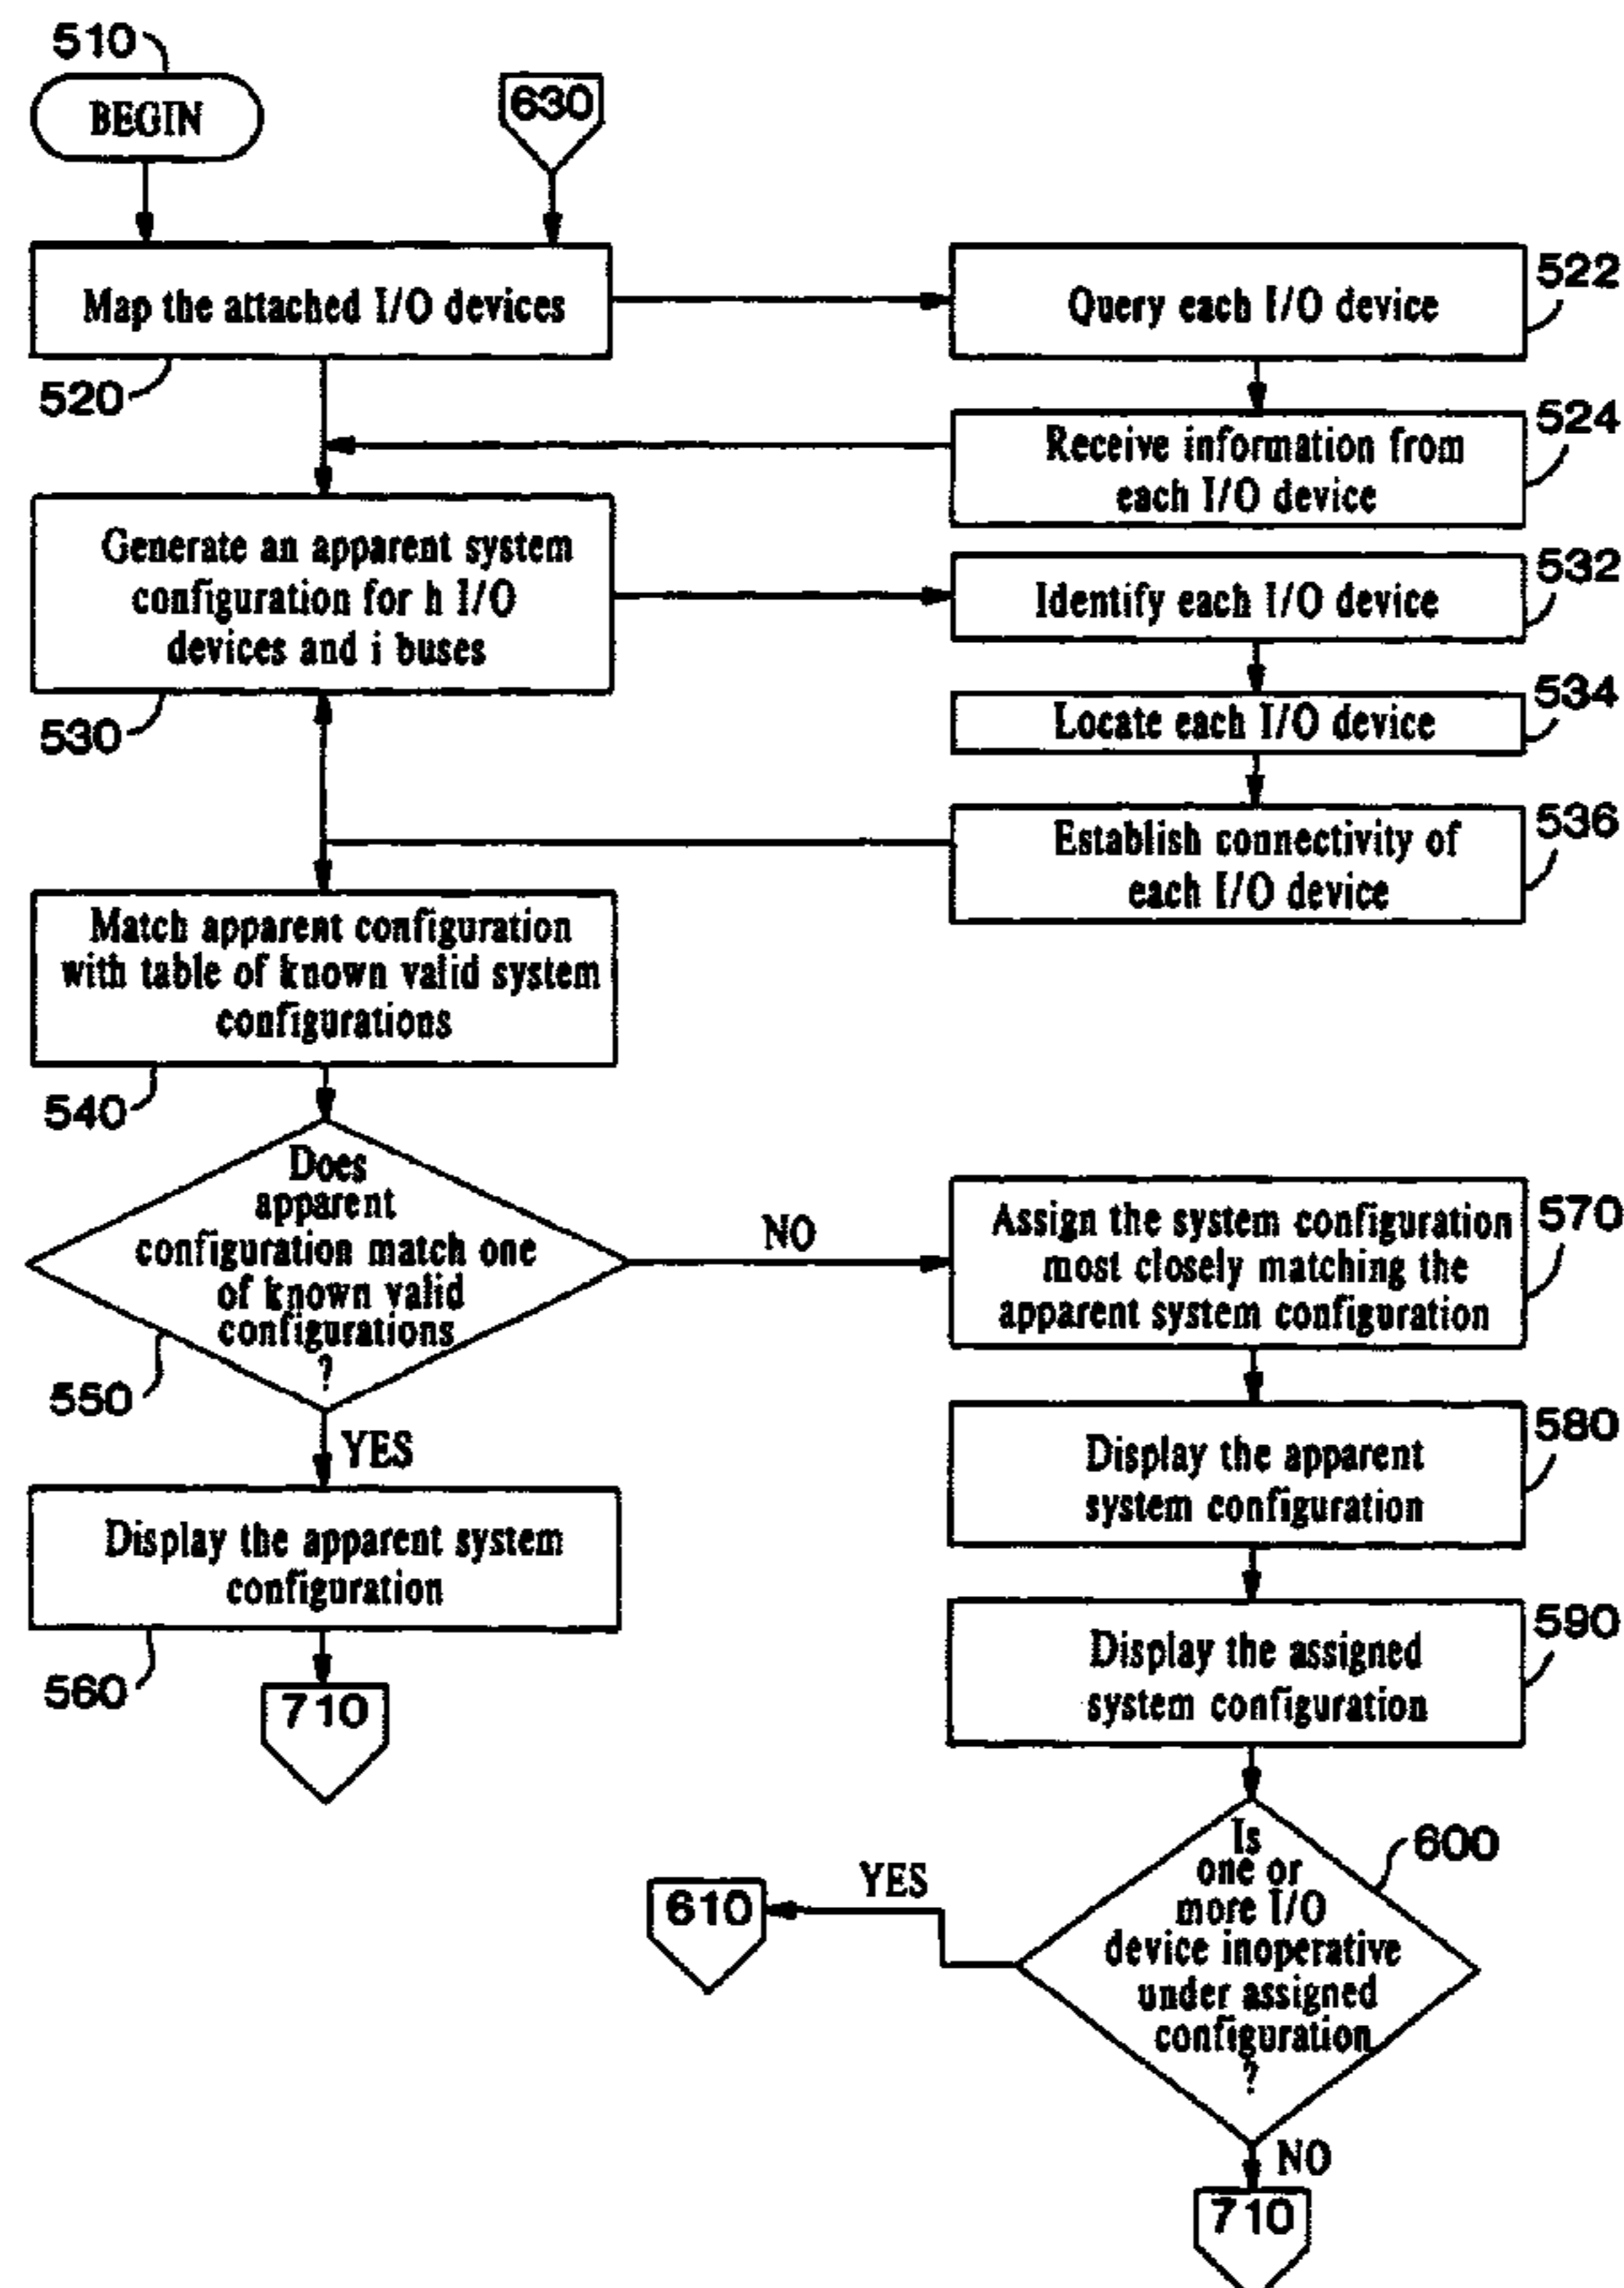 510
BEGIN
630
Map the attached I/O devices
520
Query each I/O device
522
Receive information from
each I/O device
524
Generate an apparent system
configuration for h I/O
devices and i buses
530
Identify each I/O device
532
Locate each I/O device
534
Establish connectivity of
each I/O device
536
Match apparent configuration
with table of known valid system
configurations
540
Does
apparent
configuration match one
of known valid
configurations
?
550
NO
YES
Display the apparent system
configuration
560
710
Assign the system configuration
most closely matching the
apparent system configuration
570
Display the apparent
system configuration
580
Display the assigned
system configuration
590
Is
one or
more I/O
device inoperative
under assigned
configuration
?
600
YES
610
NO
710